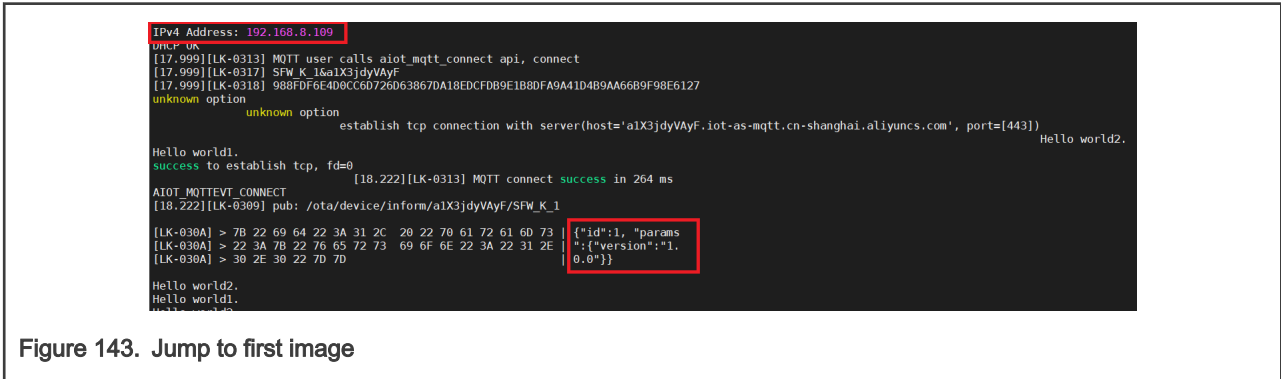 IPv4 Address: 192.168.8.109
DHCP OK
[17.999][LK-0313] MQTT user calls aiot_mqtt_connect api, connect
[17.999][LK-0317] SFW_K_1&a1X3jdyVAyF
[17.999][LK-0318] 988FDF6E4D0CC6D726D63867DA18EDCFDB9E1B8DFA9A41D4B9AA66B9F98E6127
unknown option
unknown option
establish tcp connection with server(host='a1X3jdyVAyF.iot-as-mqtt.cn-shanghai.aliyuncs.com', port=[443])
Hello world2.
Hello world1.
success to establish tcp, fd=0
[18.222][LK-0313] MQTT connect success in 264 ms
AIOT_MQTTEVT_CONNECT
[18.222][LK-0309] pub: /ota/device/inform/a1X3jdyVAyF/SFW_K_1
[LK-030A] > 7B 22 69 64 22 3A 31 2C  20 22 70 61 72 61 6D 73 | {"id":1, "params
[LK-030A] > 22 3A 7B 22 76 65 72 73  69 6F 6E 22 3A 22 31 2E | ":{"version":"1.
[LK-030A] > 30 2E 30 22 7D 7D | 0.0"}}
Hello world2.
Hello world1.
Hello world2
Figure 143. Jump to first image